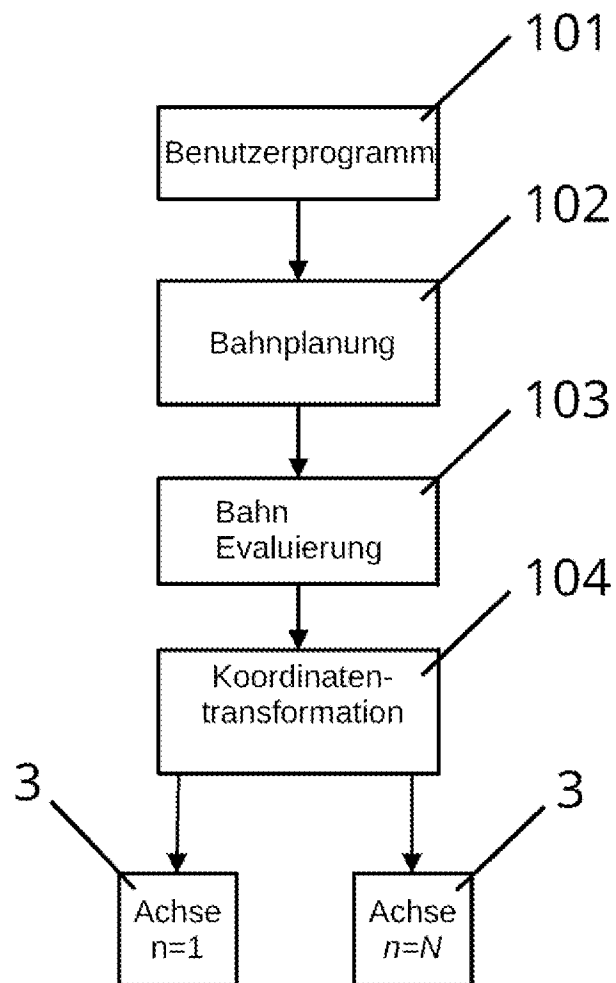 101
Benutzerprogramm
102
Bahnplanung
103
Bahn
Evaluierung
104
Koordinaten-
transformation
3
3
Achse
n=1
Achse
n=N